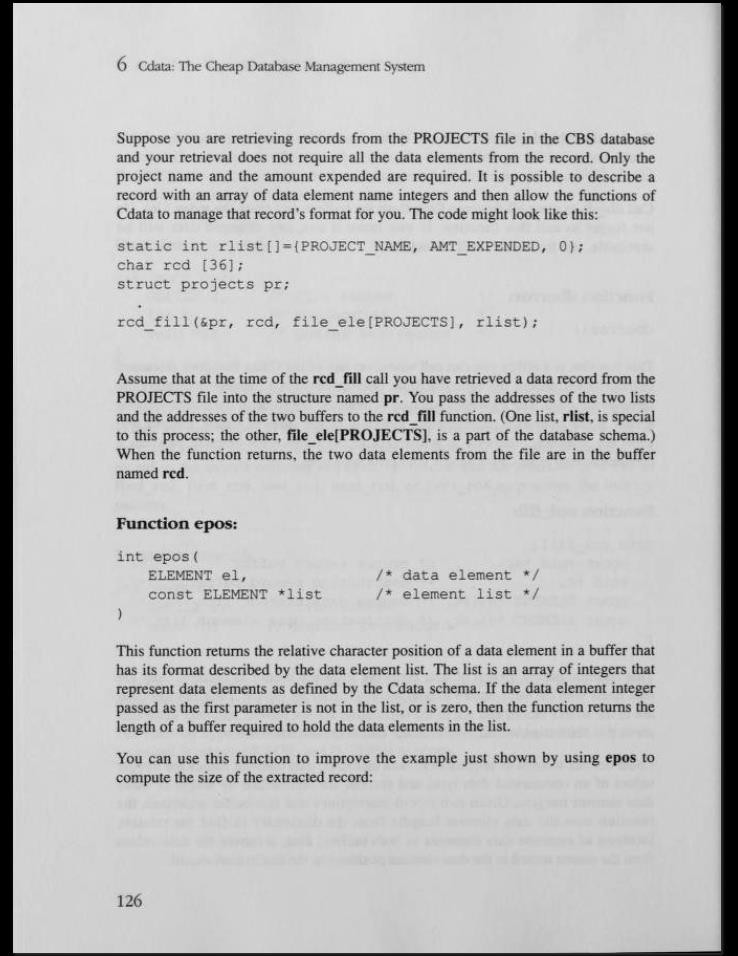 6 Cdata: The Cheap Database Management System
Suppose you are retrieving records from the PROJECTS file in the CBS database
and your retrieval does not require all the data elements from the record. Only the
project name and the amount expended are required. It is possible to describe a
record with an array of data element name integers and then allow the functions of
Cdata to manage that record's format for you. The code might look like this:
static int rlist[]={PROJECT_NAME, AMT_EXPENDED, 0};
char rcd [36];
struct projects pr;
.
rcd_fill(&pr, rcd, file_ele[PROJECTS], rlist);
Assume that at the time of the rcd_fill call you have retrieved a data record from the
PROJECTS file into the structure named pr. You pass the addresses of the two lists
and the addresses of the two buffers to the rcd_fill function. (One list, rlist, is special
to this process; the other, file_ele[PROJECTS], is a part of the database schema.)
When the function returns, the two data elements from the file are in the buffer
named rcd.
Function epos:
int epos(
ELEMENT el, /* data element */
const ELEMENT *list /* element list */
)
This function returns the relative character position of a data element in a buffer that
has its format described by the data element list. The list is an array of integers that
represent data elements as defined by the Cdata schema. If the data element integer
passed as the first parameter is not in the list, or is zero, then the function returns the
length of a buffer required to hold the data elements in the list.
You can use this function to improve the example just shown by using epos to
compute the size of the extracted record:
126